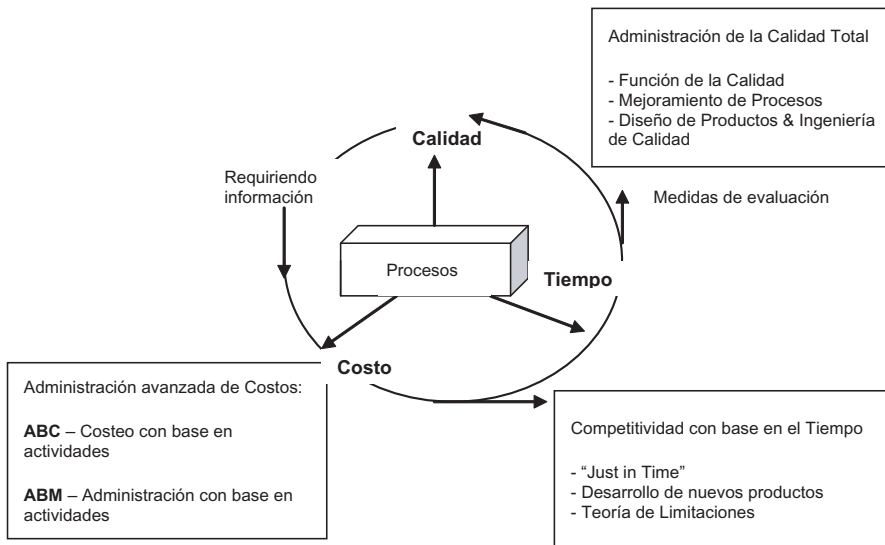 Administración de la Calidad Total
- Función de la Calidad
- Mejoramiento de Procesos
- Diseño de Productos & Ingeniería
de Calidad
Calidad
Requiriendo
información
Medidas de evaluación
Procesos
Tiempo
Costo
Administración avanzada de Costos:
ABC – Costeo con base en
actividades
ABM – Administración con base en
actividades
Competitividad con base en el Tiempo
- “Just in Time”
- Desarrollo de nuevos productos
- Teoría de Limitaciones